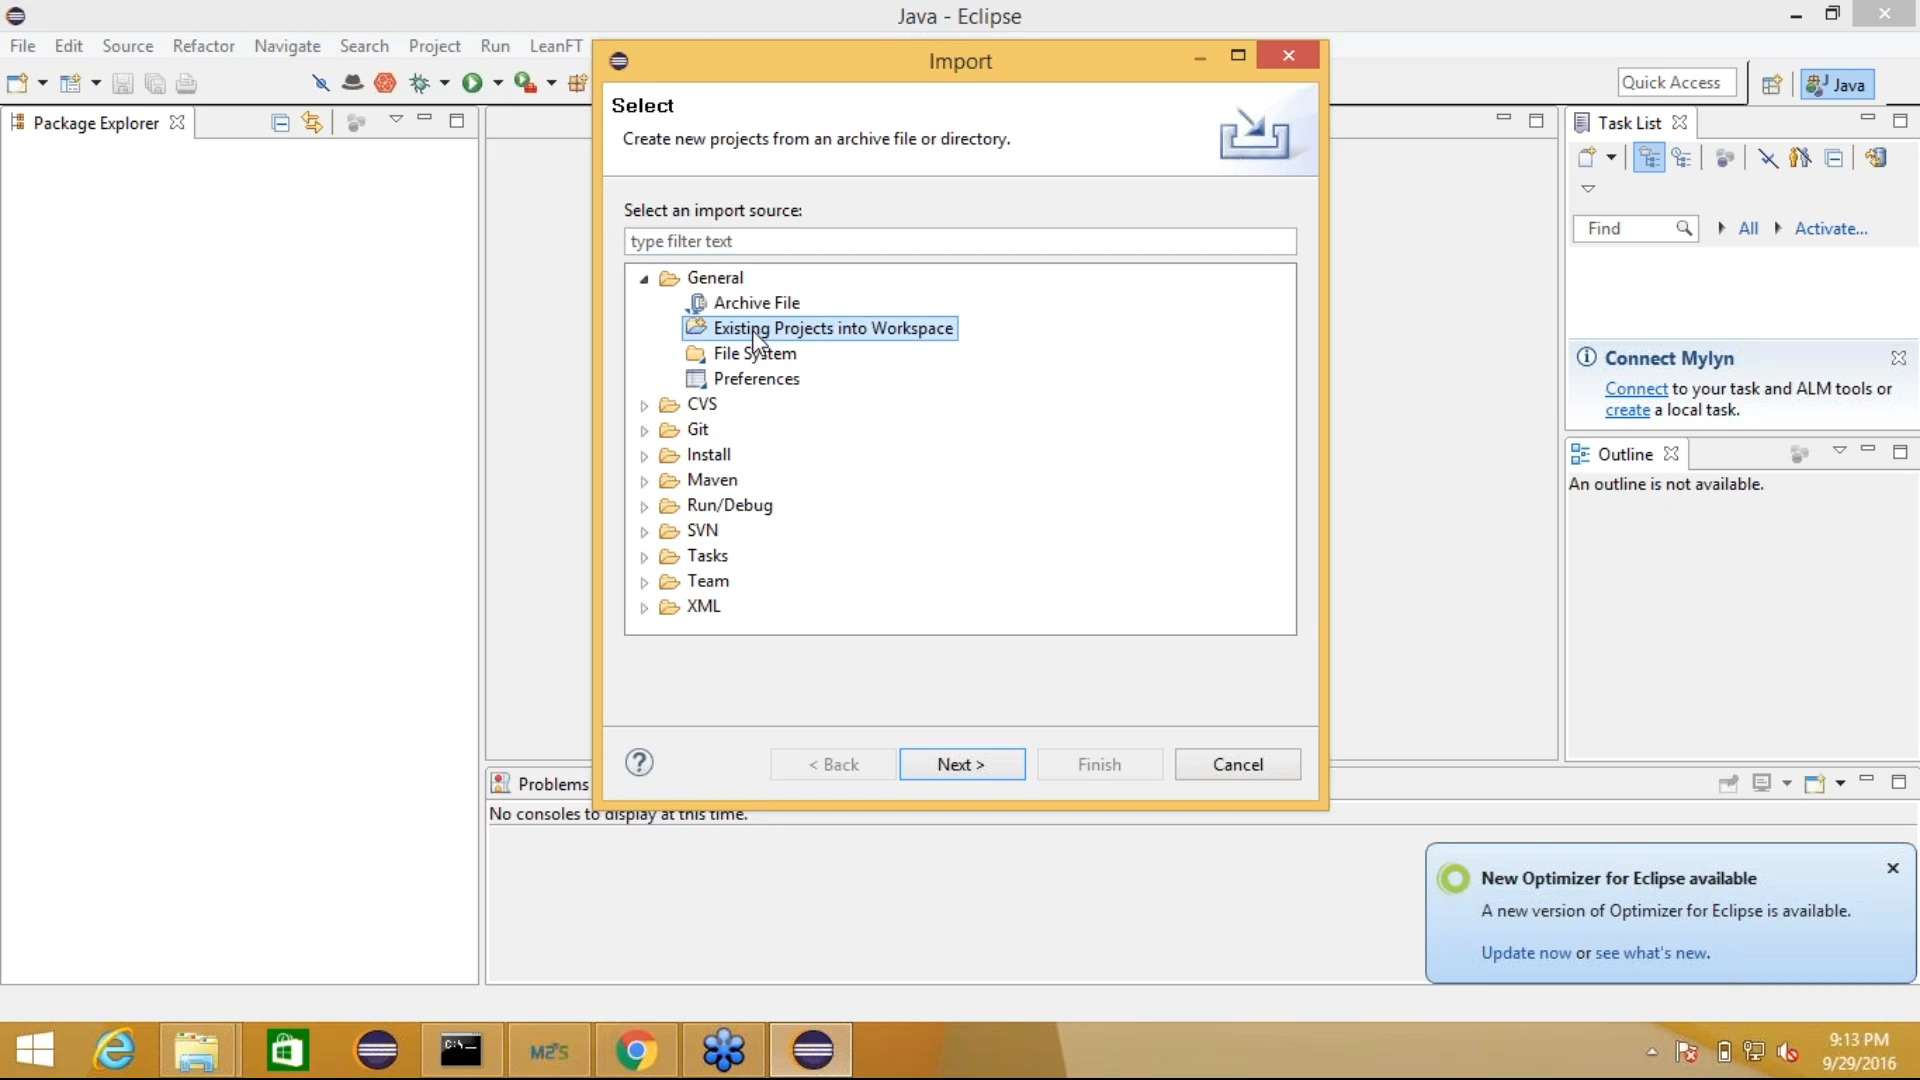 Java - Eclipse
File Edit Source Refactor Navigate Search Project Run LeanFT
Import
Quick Access
Java
Select
Create new projects from an archive file or directory.
Package Explorer
Task List
Select an import source:
type filter text
Find
All
Activate...
General
Archive File
Existing Projects into Workspace
File System
Preferences
CVS
Git
Install
Maven
Run/Debug
SVN
Tasks
Team
XML
Connect Mylyn
Connect to your task and ALM tools or
create a local task.
Outline
An outline is not available.
< Back
Next >
Finish
Cancel
Problems
No consoles to display at this time.
New Optimizer for Eclipse available
A new version of Optimizer for Eclipse is available.
Update now or see what's new.
C:\
M2'S
9:13 PM
9/29/2016